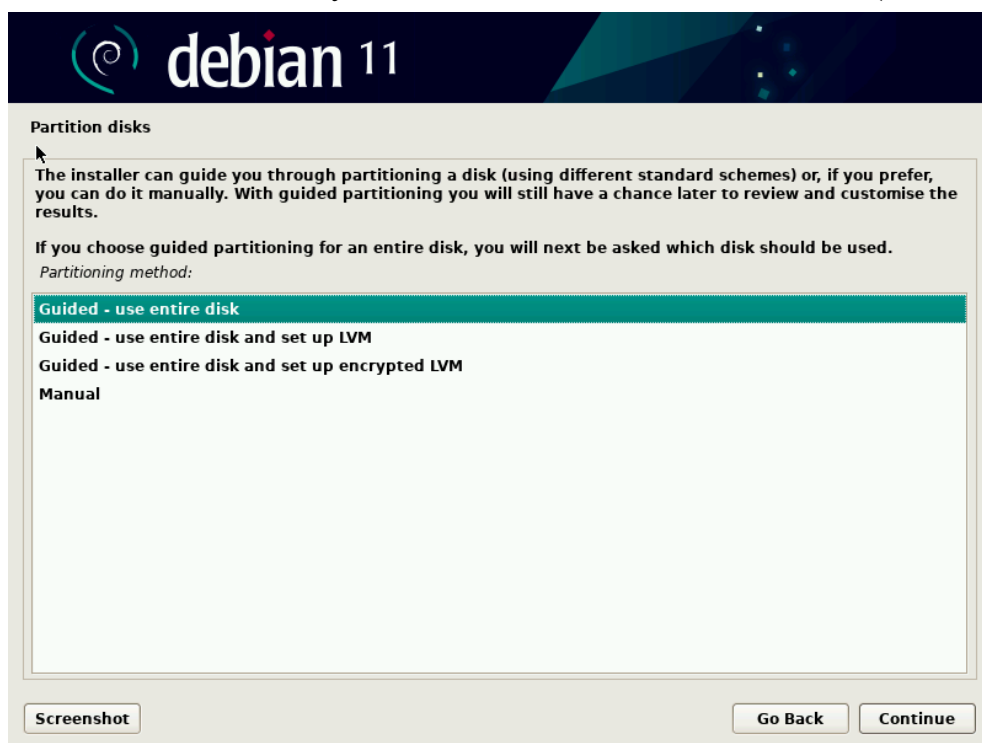 debian 11
Partition disks
The installer can guide you through partitioning a disk (using different standard schemes) or, if you prefer,
you can do it manually. With guided partitioning you will still have a chance later to review and customise the
results.
If you choose guided partitioning for an entire disk, you will next be asked which disk should be used.
Partitioning method:
Guided - use entire disk
Guided - use entire disk and set up LVM
Guided - use entire disk and set up encrypted LVM
Manual
Screenshot
Go Back
Continue